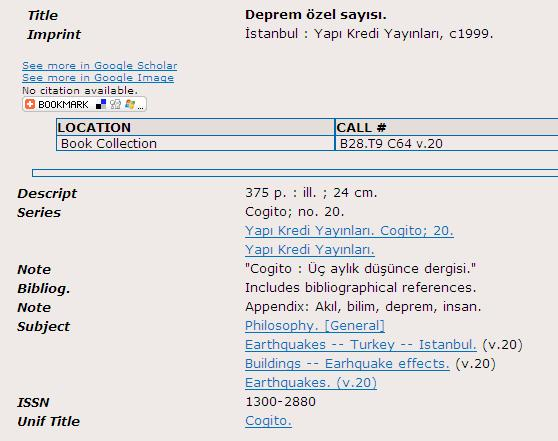 Title Deprem özel sayısı.
Imprint İstanbul : Yapı Kredi Yayınları, c1999.
See more in Google Scholar
See more in Google Image
No citation available.
BOOKMARK ...
LOCATION CALL #
Book Collection B28.T9 C64 v.20
Descript 375 p. : ill. ; 24 cm.
Series Cogito; no. 20.
Yapı Kredi Yayınları. Cogito; 20.
Yapı Kredi Yayınları.
Note "Cogito : Üç aylık düşünce dergisi."
Bibliog. Includes bibliographical references.
Note Appendix: Akıl, bilim, deprem, insan.
Subject Philosophy. [General]
Earthquakes -- Turkey -- Istanbul. (v.20)
Buildings -- Earhquake effects. (v.20)
Earthquakes. (v.20)
ISSN 1300-2880
Unif Title Cogito.